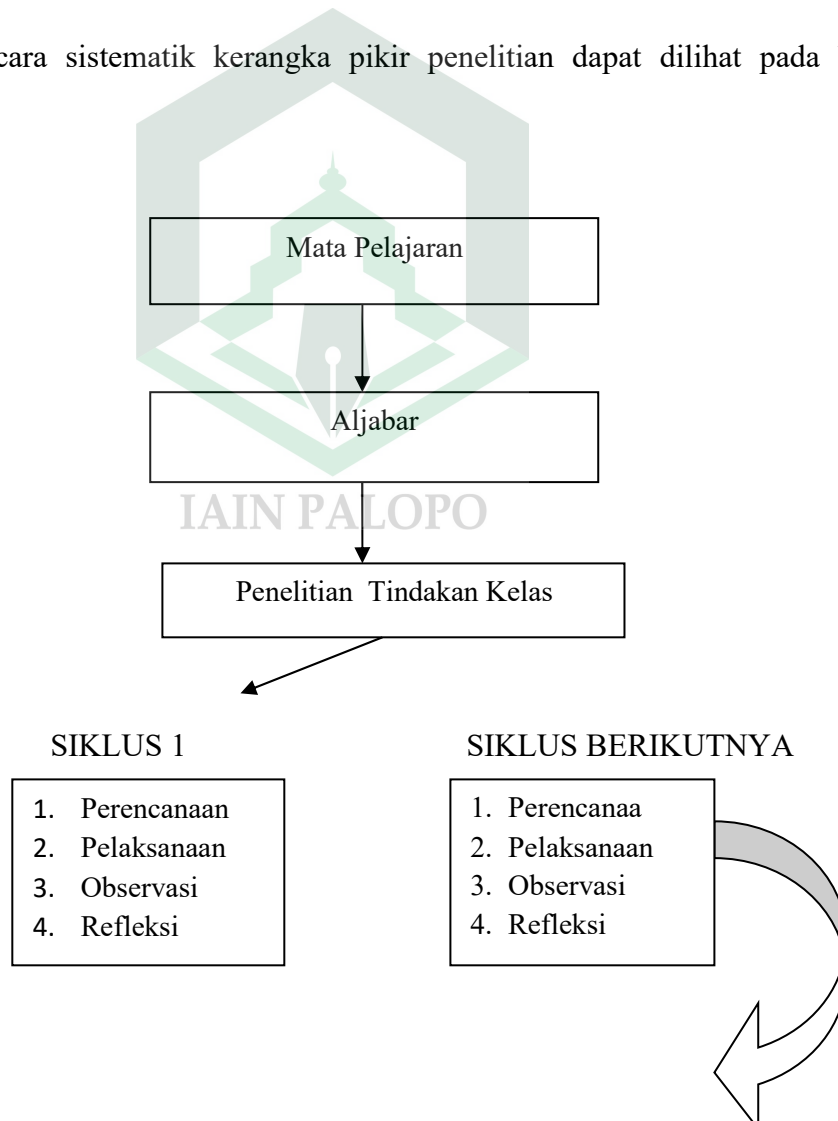 cara sistematik kerangka pikir penelitian dapat dilihat pada
Mata Pelajaran
Aljabar
IAIN PALOPO
Penelitian Tindakan Kelas
SIKLUS 1
1. Perencanaan
2. Pelaksanaan
3. Observasi
4. Refleksi
SIKLUS BERIKUTNYA
1. Perencanaa
2. Pelaksanaan
3. Observasi
4. Refleksi